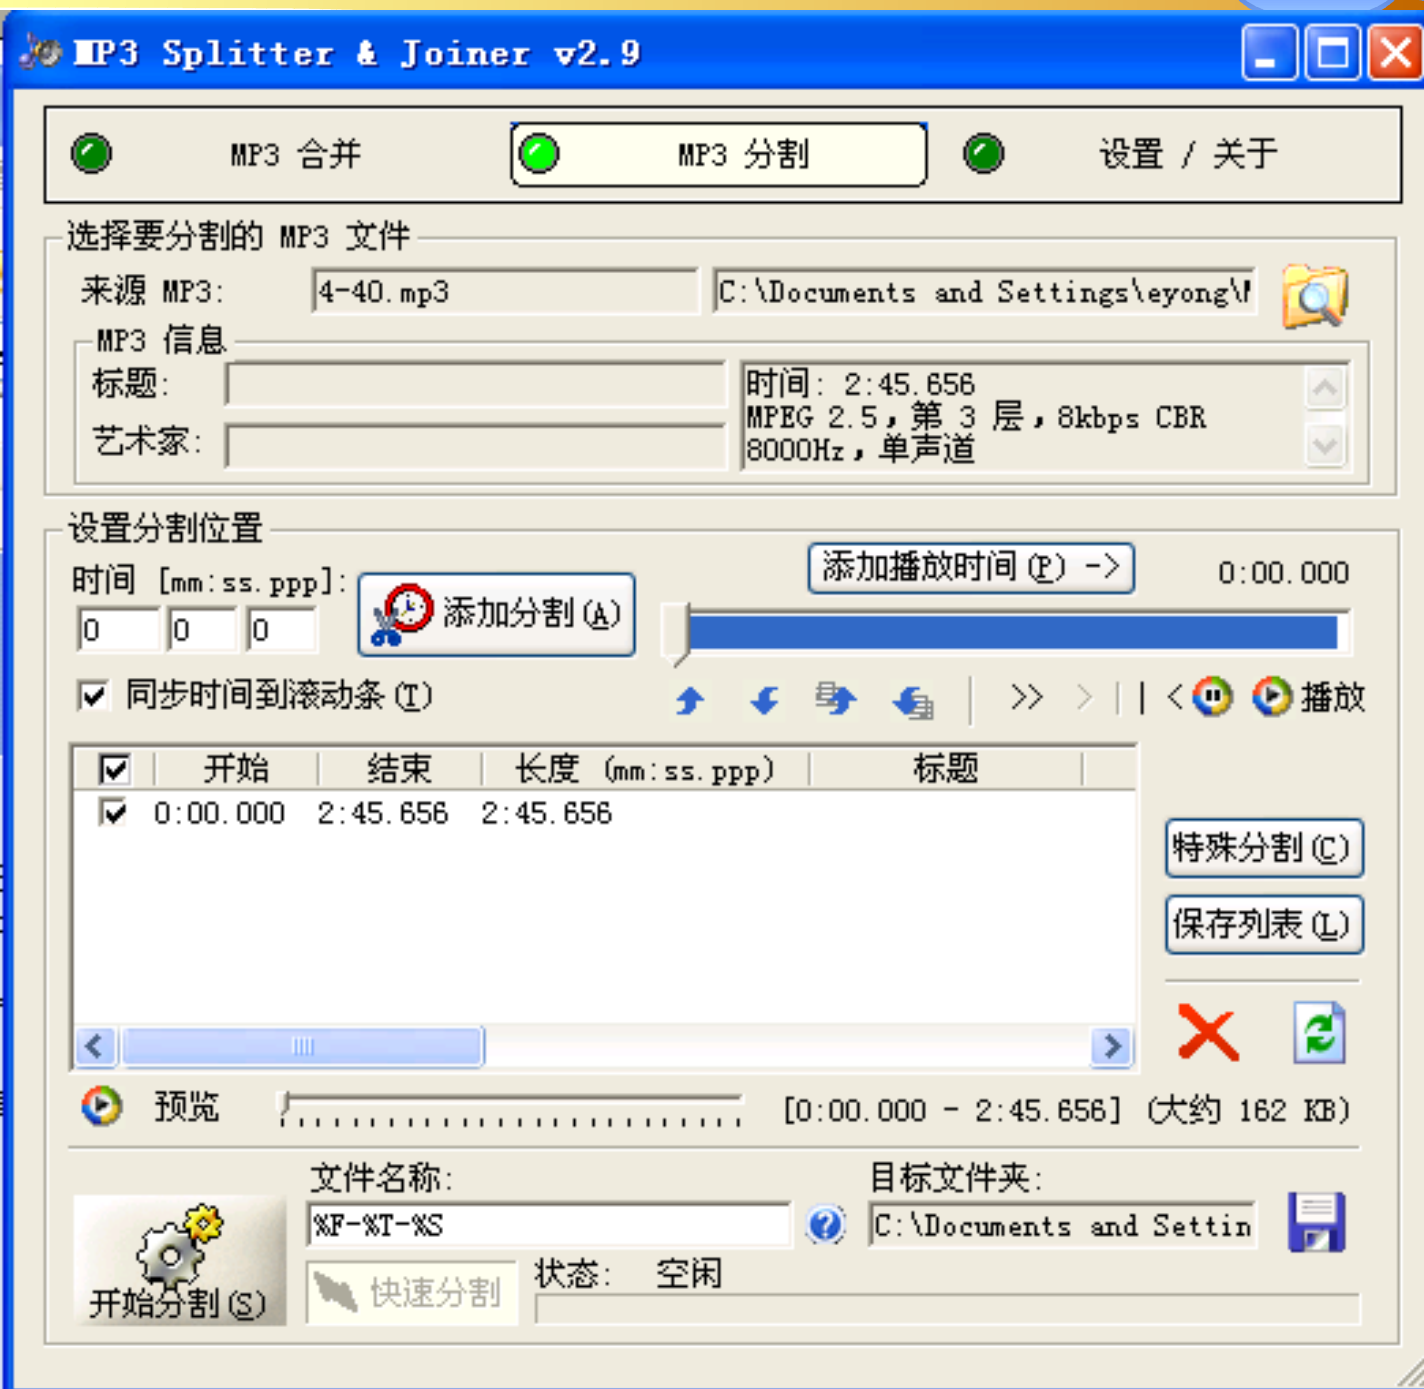 MP3 Splitter & Joiner v2.9
MP3 合并
MP3 分割
设置 / 关于
选择要分割的 MP3 文件
来源 MP3:
4-40.mp3
C:\Documents and Settings\eyong\
MP3 信息
标题:
时间: 2:45.656
MPEG 2.5，第 3 层，8kbps CBR
艺术家:
8000Hz，单声道
设置分割位置
时间 [mm:ss.ppp]:
添加播放时间(P) ->
0:00.000
0 0 0
添加分割(A)
同步时间到滚动条(T)
>> > | | <
播放
开始 结束 长度 (mm:ss.ppp) 标题
0:00.000 2:45.656 2:45.656
特殊分割(C)
保存列表(L)
预览
[0:00.000 - 2:45.656] (大约 162 KB)
文件名称:
目标文件夹:
%F-%T-%S
C:\Documents and Settin
开始分割(S)
快速分割
状态: 空闲